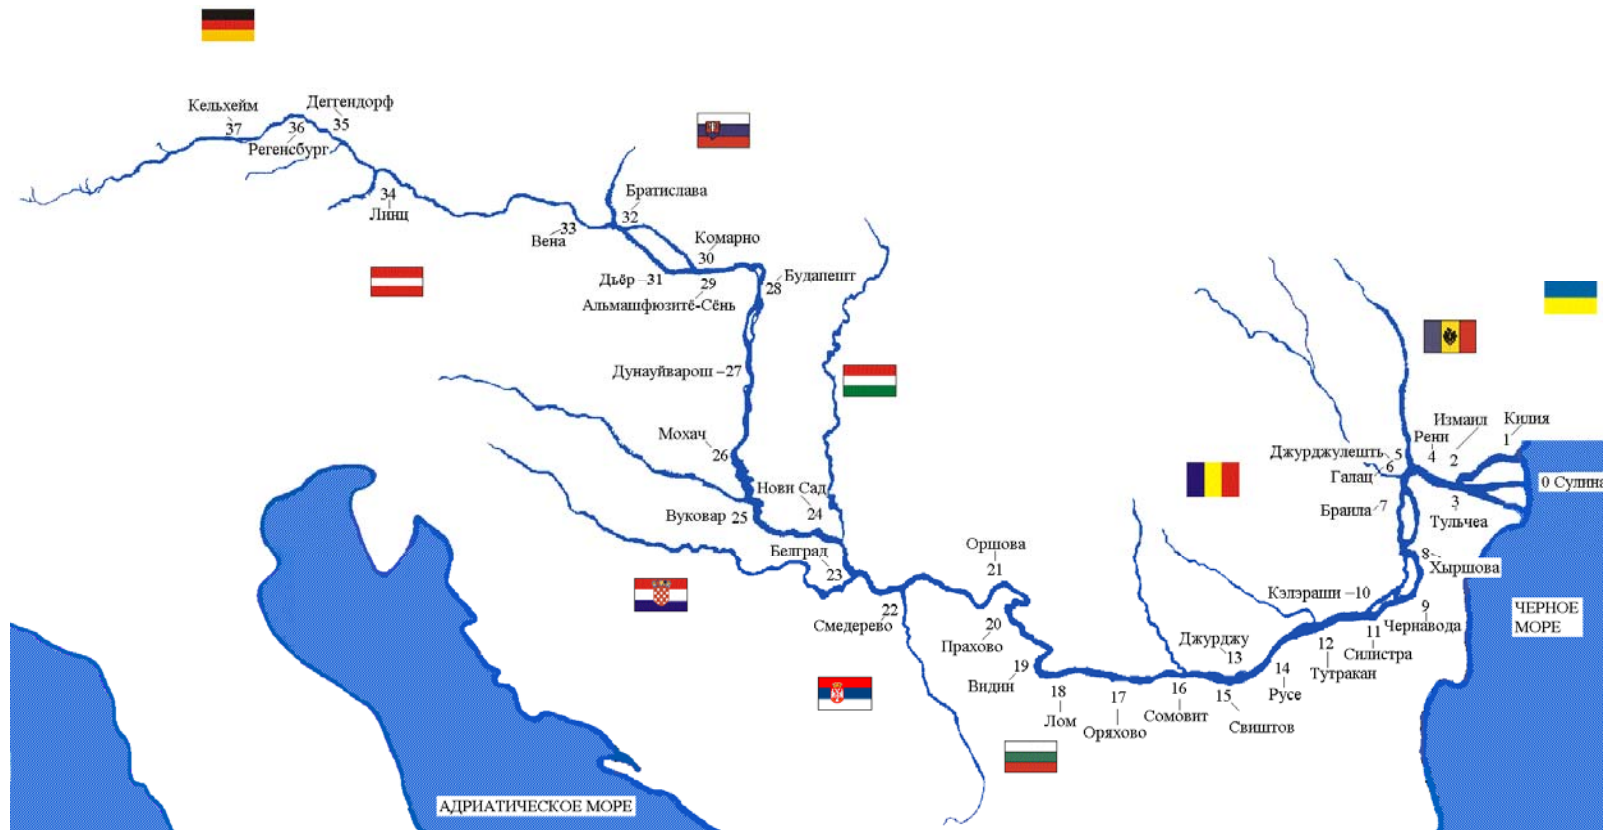 Кельхейм
37
36
Регенсбург
Деггендорф
35
34
Линц
Вена
33
Братислава
32
Дьёр –31
Комарно
30
29
Альмашфюзитё-Сёнь
Будапешт
28
Дунауйварош –27
Мохач
26
Вуковар 25
Нови Сад
24
Белград
23
22
Смедерево
Оршова
21
20
Прахово
19
Видин
18
Лом
17
Оряхово
16
Сомовит
15
Свиштов
14
Русе
Джурджу
13
12
Тутракан
11
Силистра
Кэлэраши –10
9
Чернавода
8
Хыршова
Браила 7
Галац 6
Джурджулешть 5
Рени
4
Измаил
2
Килия
1
3
Тульчеа
0 Сулина
ЧЕРНОЕ
МОРЕ
АДРИАТИЧЕСКОЕ МОРЕ